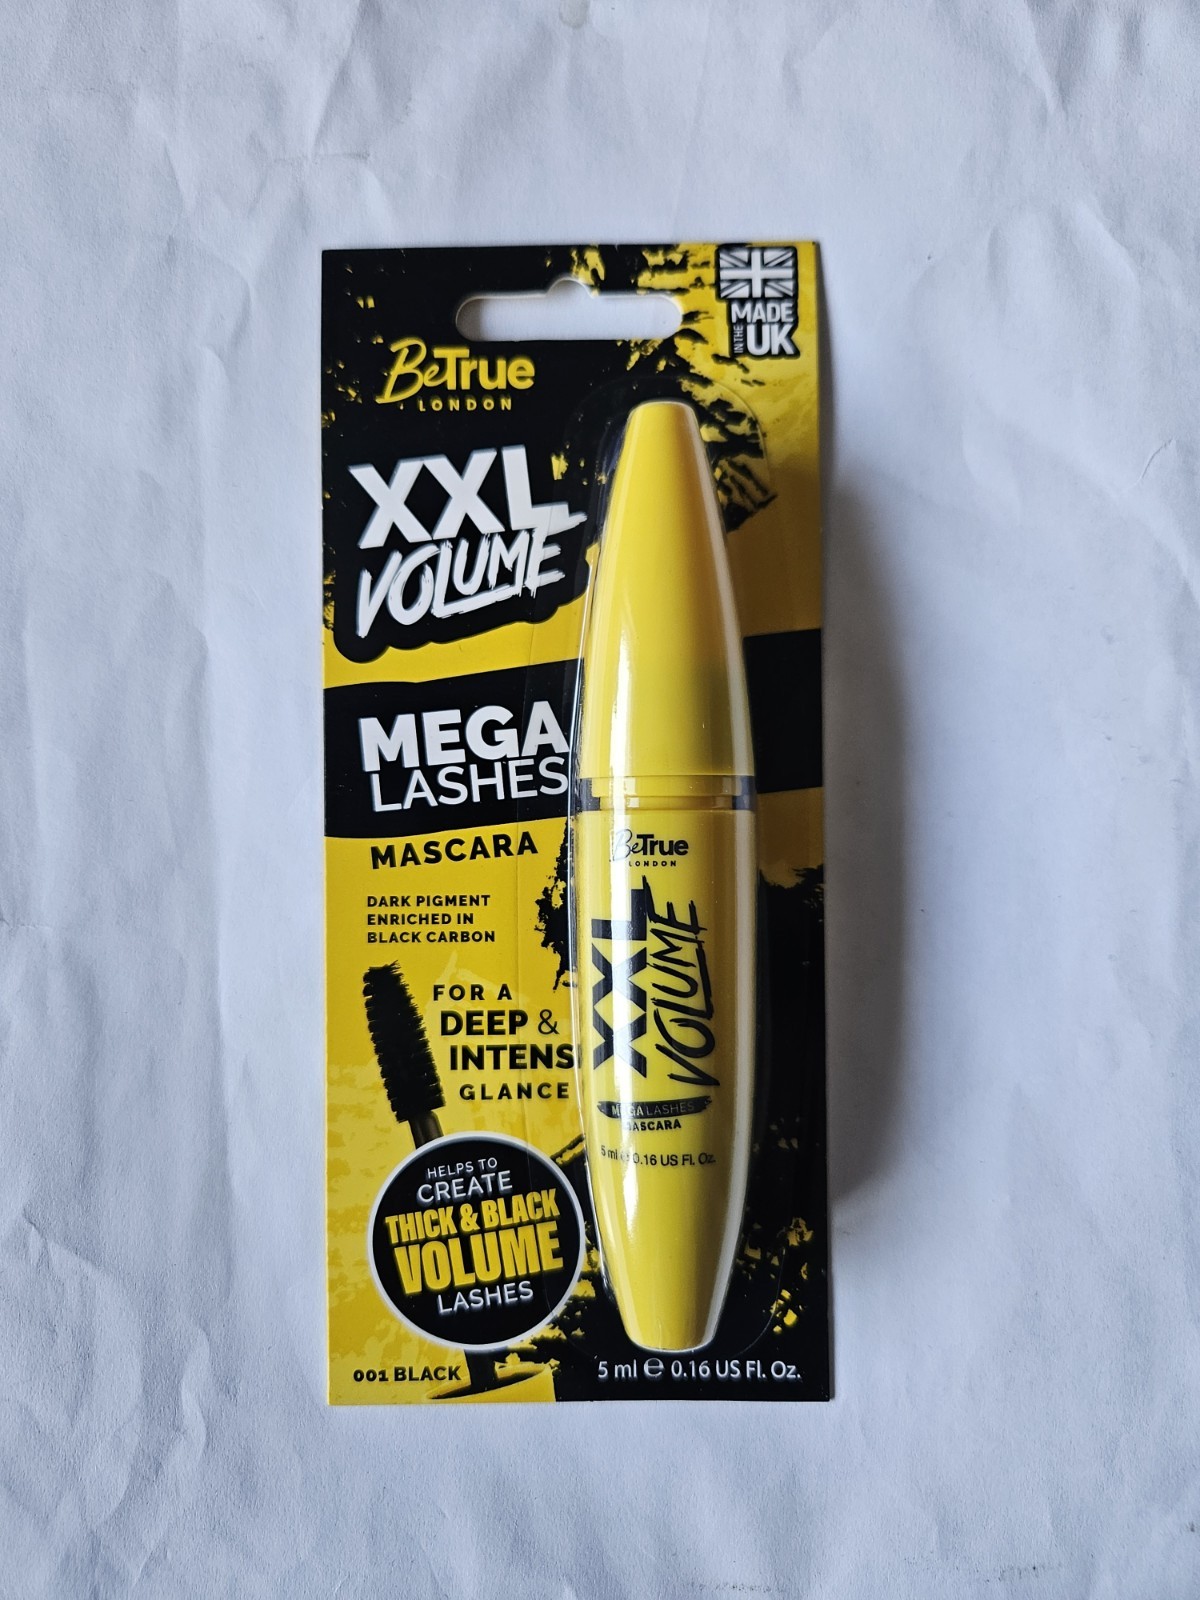 MADE
IN THE
UK
BeTrue
LONDON
XXL
VOLUME
MEGA
LASHES
MASCARA
DARK PIGMENT
ENRICHED IN
BLACK CARBON
FOR A
DEEP &
INTENS
GLANCE
HELPS TO
CREATE
THICK & BLACK
VOLUME
LASHES
001 BLACK
5 ml ℮ 0.16 US Fl. Oz.
BeTrue
LONDON
XXL
VOLUME
MEGA LASHES
MASCARA
5 ml ℮ 0.16 US Fl. Oz.